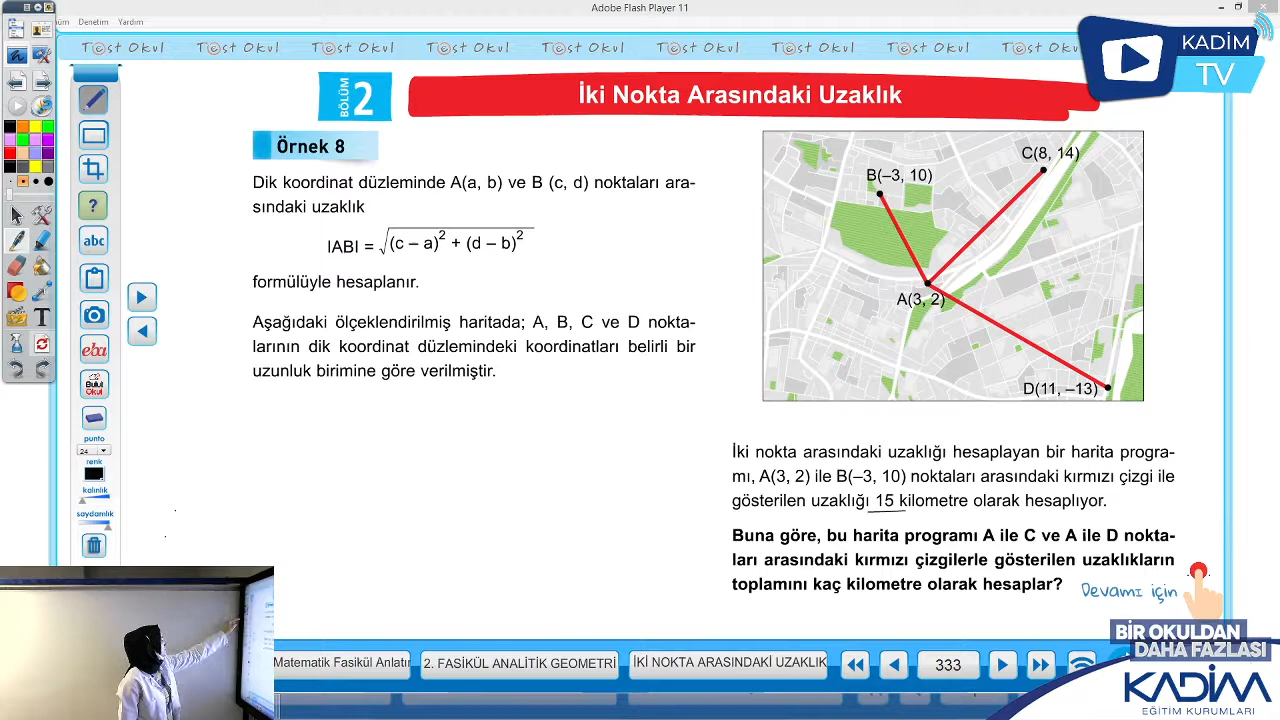 Adobe Flash Player 11
Denetim Yardım
Test Okul Test Okul Test Okul Test Okul Test Okul Test Okul Test Okul Test Okul Test Okul
KADİM
TV
BÖLÜM 2
İki Nokta Arasındaki Uzaklık
Örnek 8
Dik koordinat düzleminde A(a, b) ve B (c, d) noktaları ara-
sındaki uzaklık
IABI = √(c – a)² + (d – b)²
formülüyle hesaplanır.
Aşağıdaki ölçeklendirilmiş haritada; A, B, C ve D nokta-
larının dik koordinat düzlemindeki koordinatları belirli bir
uzunluk birimine göre verilmiştir.
C(8, 14)
B(–3, 10)
A(3, 2)
D(11, –13)
İki nokta arasındaki uzaklığı hesaplayan bir harita progra-
mı, A(3, 2) ile B(–3, 10) noktaları arasındaki kırmızı çizgi ile
gösterilen uzaklığı 15 kilometre olarak hesaplıyor.
Buna göre, bu harita programı A ile C ve A ile D nokta-
ları arasındaki kırmızı çizgilerle gösterilen uzaklıkların
toplamını kaç kilometre olarak hesaplar?
Devamı için
?
abc
eba
Bulut
Okul
punto
24
renk
kalınlık
saydamlık
T
Matematik Fasikül Anlatı
2. FASİKÜL ANALİTİK GEOMETRİ
İKİ NOKTA ARASINDAKİ UZAKLIK
333
BİR OKULDAN
DAHA FAZLASI
KADİM
EĞİTİM KURUMLARI